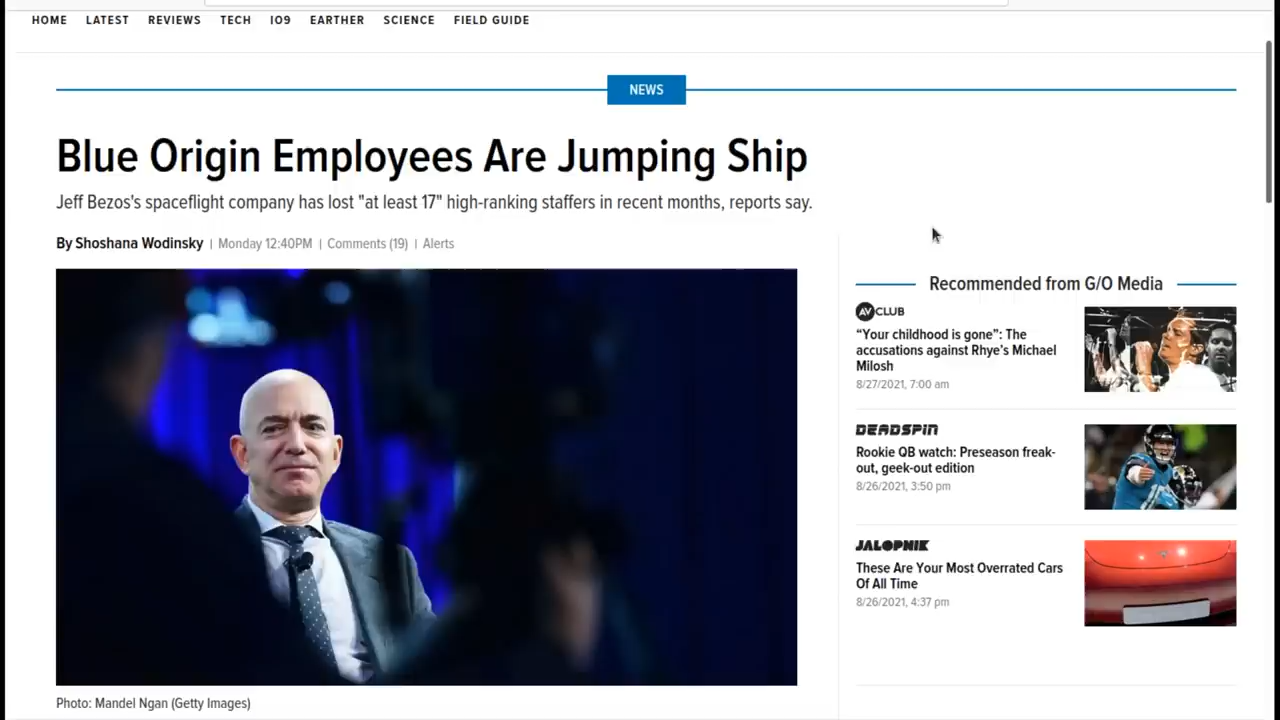 HOME LATEST REVIEWS TECH IO9 EARTHER SCIENCE FIELD GUIDE
NEWS
Blue Origin Employees Are Jumping Ship
Jeff Bezos's spaceflight company has lost "at least 17" high-ranking staffers in recent months, reports say.
By Shoshana Wodinsky | Monday 12:40PM | Comments (19) | Alerts
Photo: Mandel Ngan (Getty Images)
Recommended from G/O Media
AV CLUB
“Your childhood is gone”: The
accusations against Rhye’s Michael
Milosh
8/27/2021, 7:00 am
DEADSPIN
Rookie QB watch: Preseason freak-
out, geek-out edition
8/26/2021, 3:50 pm
JALOPNIK
These Are Your Most Overrated Cars
Of All Time
8/26/2021, 4:37 pm